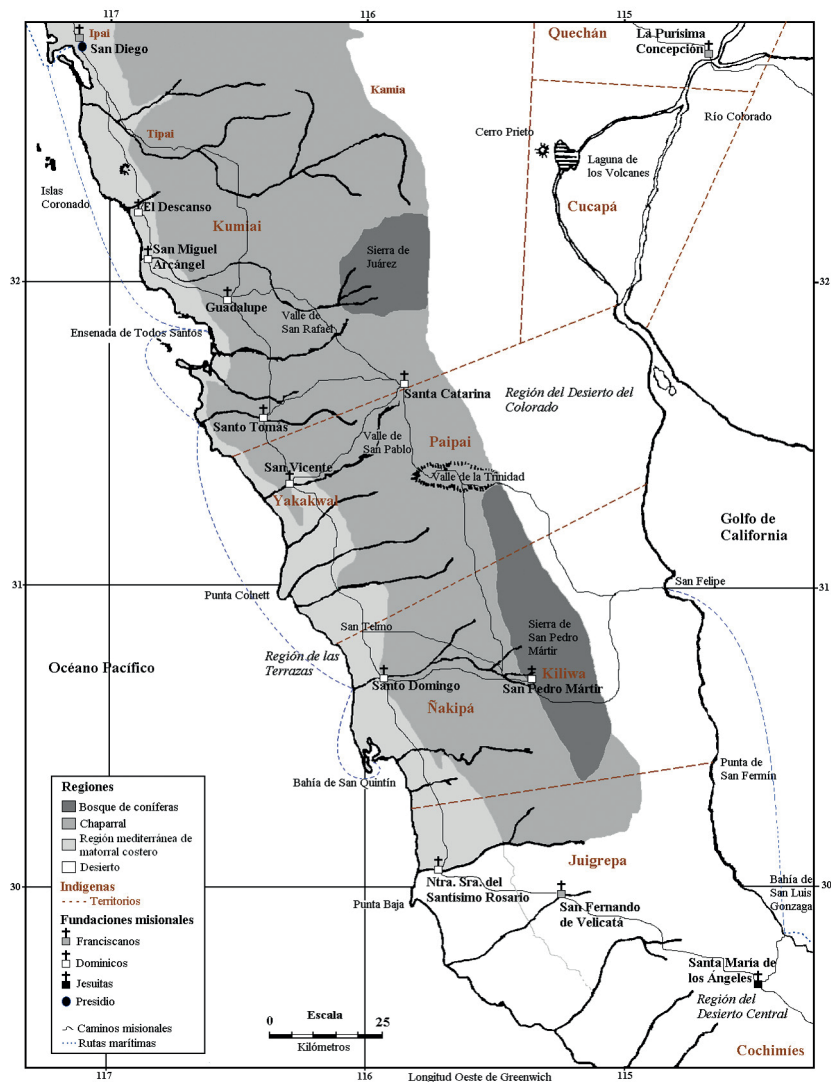 117
116
115
Ipai
San Diego
Quechán
La Purísima
Concepción
Kamia
Río Colorado
Tipai
Cerro Prieto
Laguna de
los Volcanes
Islas
Coronado
El Descanso
Cucapá
Kumiai
San Miguel
Arcángel
Sierra de
Juárez
32
32
Guadalupe
Valle de
San Rafael
Ensenada de Todos Santos
Santa Catarina
Región del Desierto del
Colorado
Santo Tomás
Valle de
San Pablo
Paipai
San Vicente
Valle de la Trinidad
Yakakwal
Golfo de
California
31
31
San Felipe
Punta Colnett
San Telmo
Sierra de
San Pedro
Mártir
Océano Pacífico
Región de las
Terrazas
Kiliwa
Santo Domingo
San Pedro Mártir
Ñakipá
Punta de
San Fermín
Bahía de San Quintín
Regiones
Bosque de coníferas
Chaparral
Región mediterránea de
matorral costero
Desierto
Indígenas
Territorios
Fundaciones misionales
Franciscanos
Dominicos
Jesuitas
Presidio
Caminos misionales
Rutas marítimas
Juigrepa
30
30
Ntra. Sra. del
Santísimo Rosario
Punta Baja
San Fernando
de Velicatá
Bahía de
San Luis
Gonzaga
Santa María de
los Ángeles
Región del
Desierto Central
Escala
0
25
Kilómetros
Cochimíes
117
116
115
Longitud Oeste de Greenwich